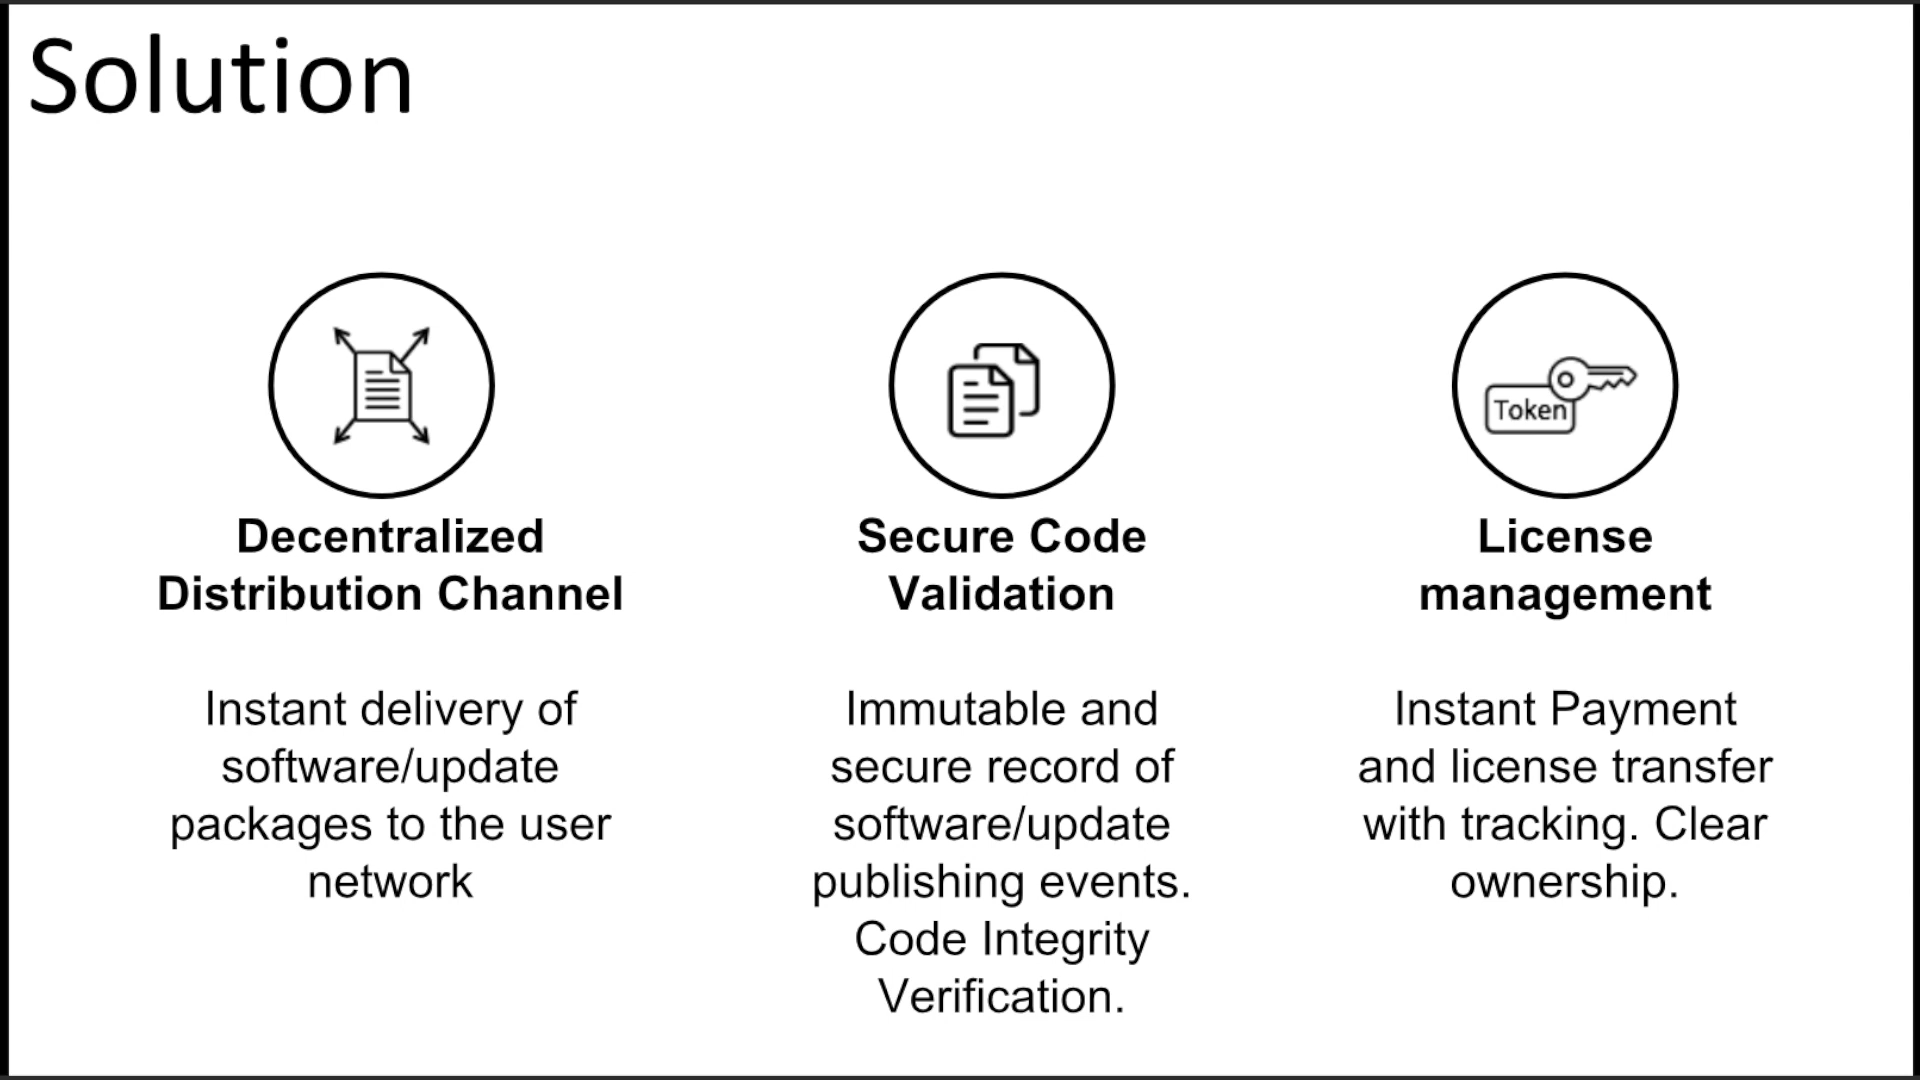 Solution
Token
Decentralized
Distribution Channel
Instant delivery of
software/update
packages to the user
network
Secure Code
Validation
Immutable and
secure record of
software/update
publishing events.
Code Integrity
Verification.
License
management
Instant Payment
and license transfer
with tracking. Clear
ownership.